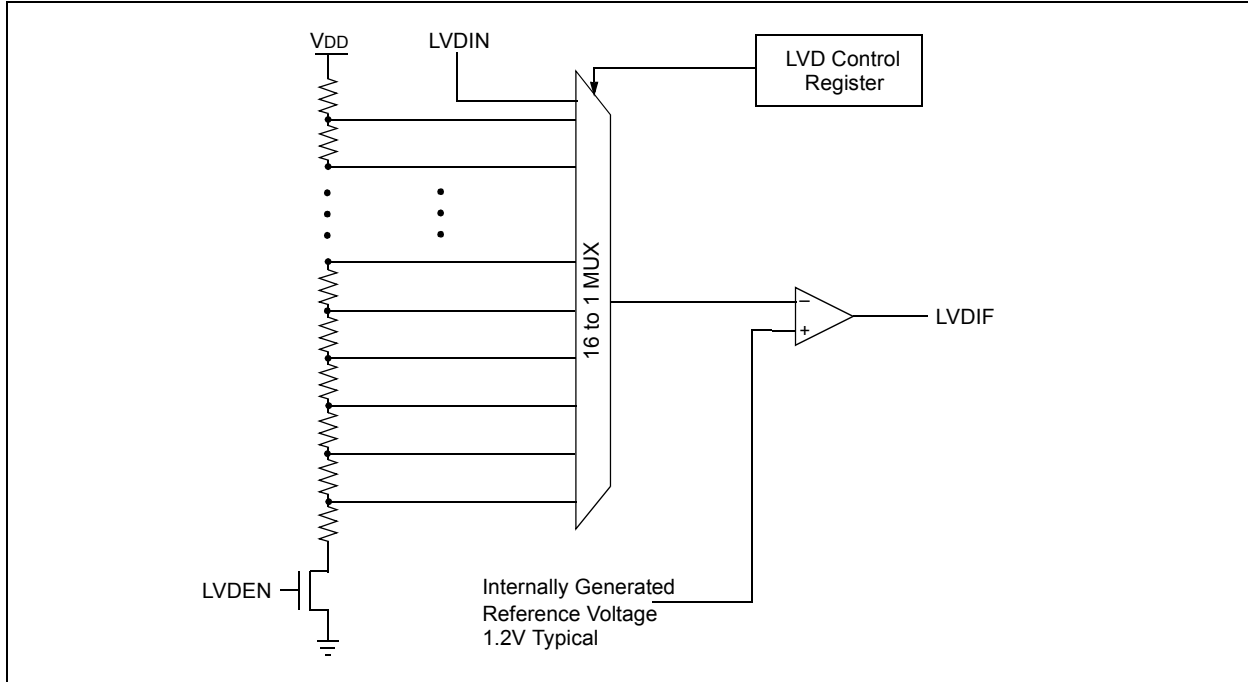 VDD
LVDIN
LVD Control
Register
16 to 1 MUX
−
+
LVDIF
LVDEN
Internally Generated
Reference Voltage
1.2V Typical